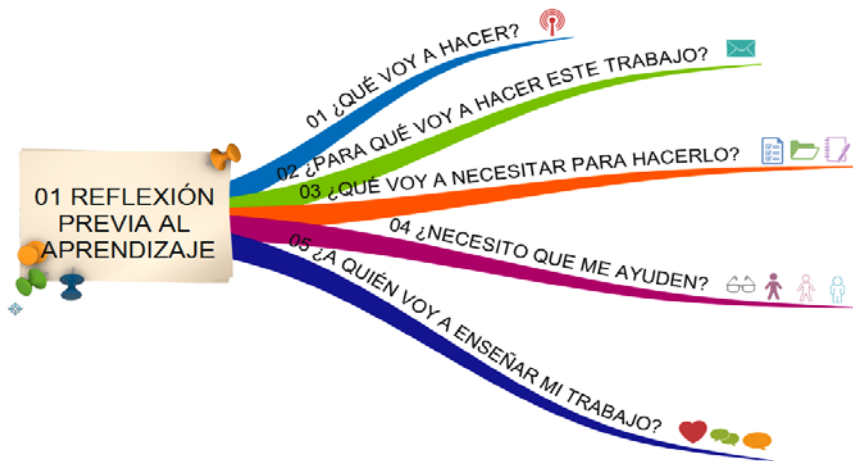 01 REFLEXIÓN
PREVIA AL
APRENDIZAJE
01 ¿QUÉ VOY A HACER?
02 ¿PARA QUÉ VOY A HACER ESTE TRABAJO?
03 ¿QUÉ VOY A NECESITAR PARA HACERLO?
04 ¿NECESITO QUE ME AYUDEN?
05 ¿A QUIÉN VOY A ENSEÑAR MI TRABAJO?